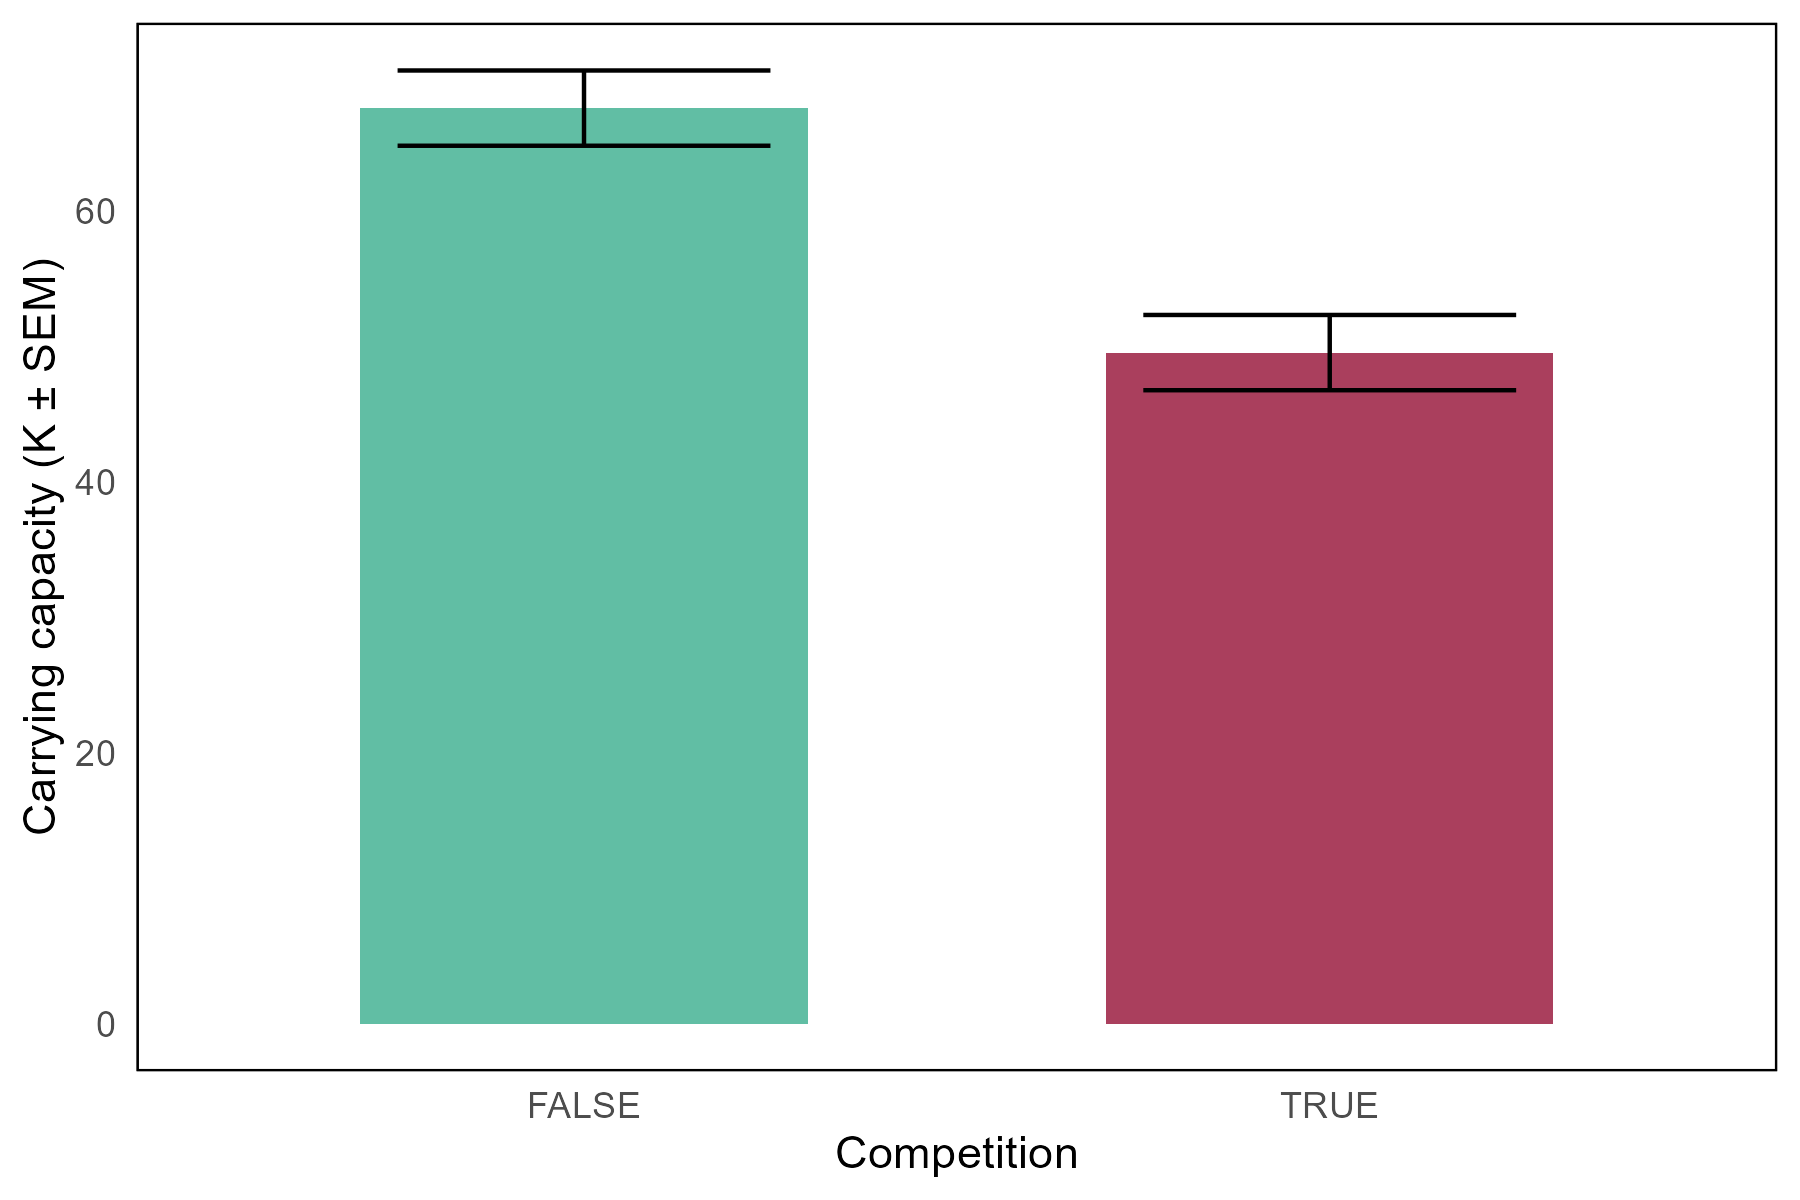 Carrying capacity (K ± SEM)
60
40
20
0
FALSE
TRUE
Competition